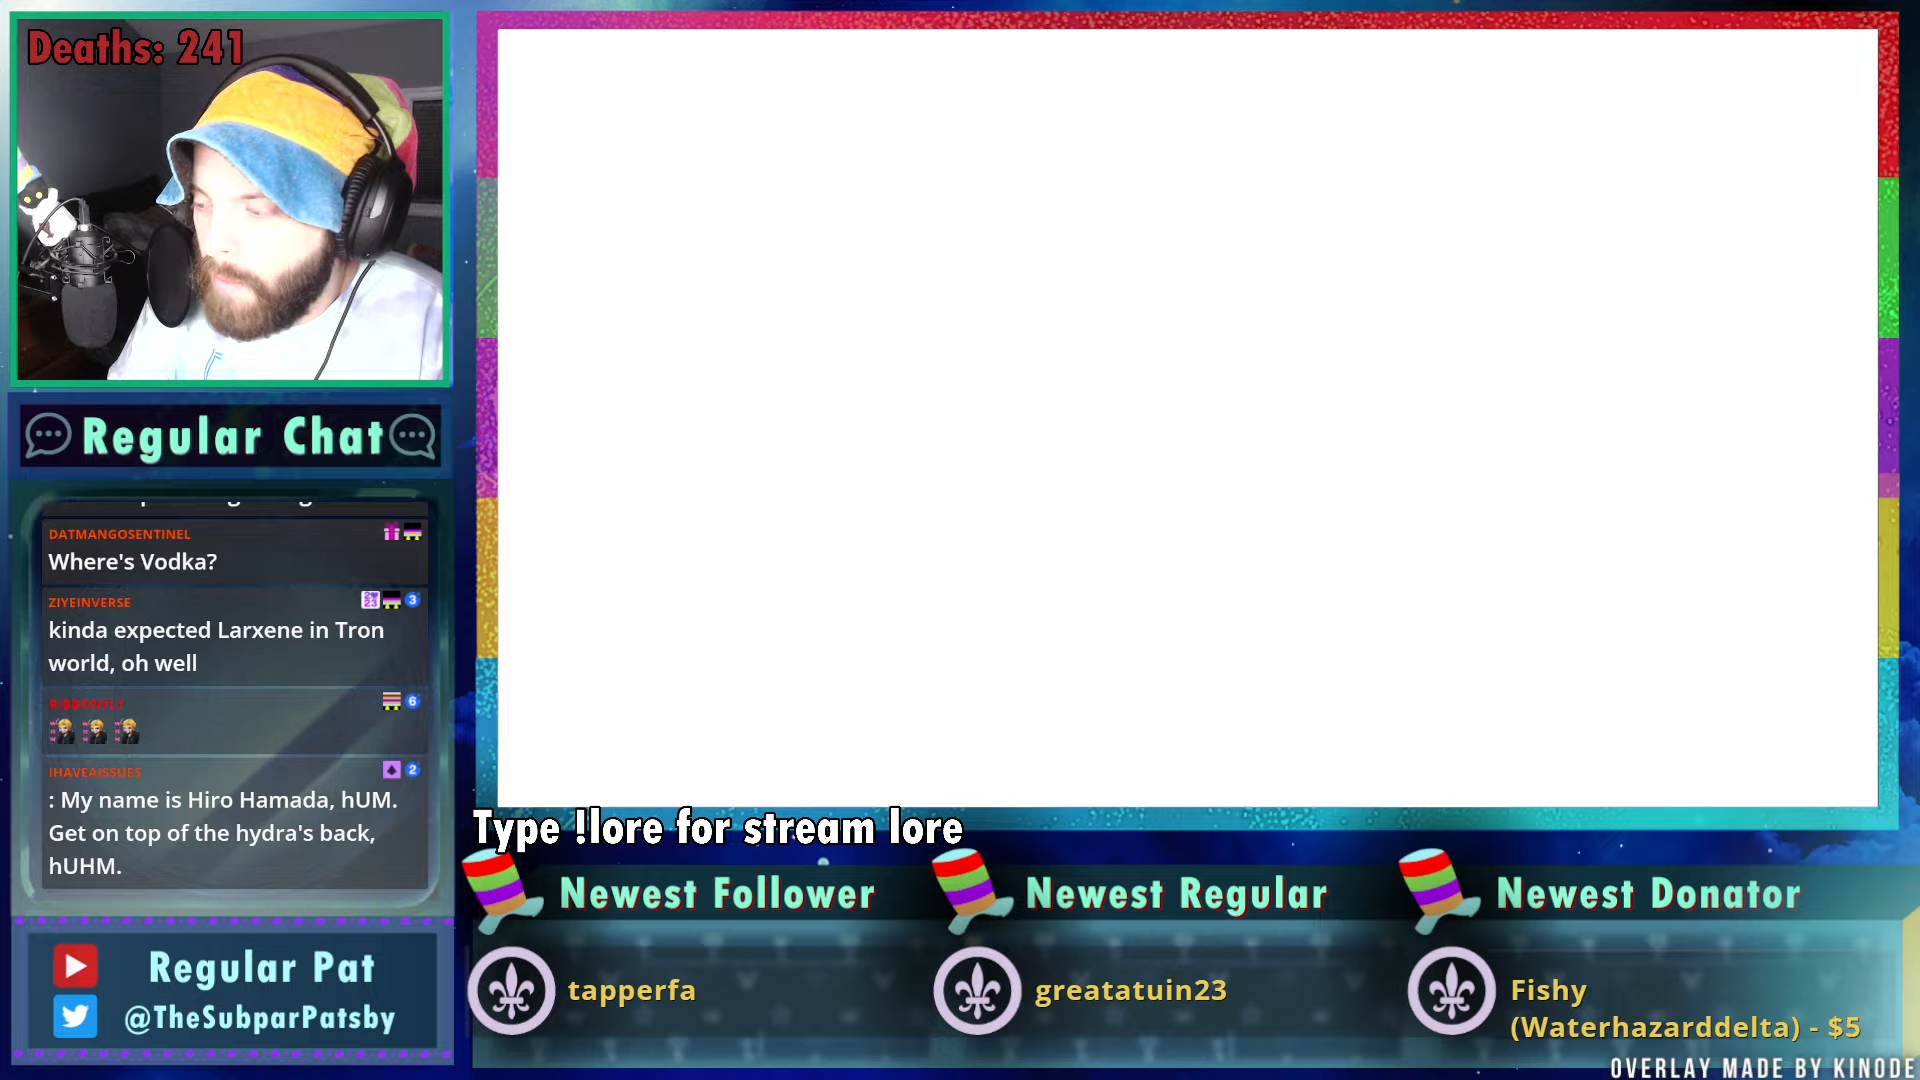 Deaths: 241
Regular Chat
DATMANGOSENTINEL
Where's Vodka?
ZIYEINVERSE
3
kinda expected Larxene in Tron
world, oh well
RIBBONFLY
6
IHAVEAISSUES
2
: My name is Hiro Hamada, hUM.
Get on top of the hydra's back,
hUHM.
Regular Pat
@TheSubparPatsby
Type !lore for stream lore
Newest Follower
tapperfa
Newest Regular
greatatuin23
Newest Donator
Fishy
(Waterhazarddelta) - $5
OVERLAY MADE BY KINODE